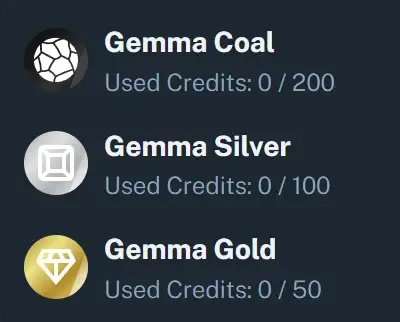 Gemma Coal
Used Credits: 0 / 200
Gemma Silver
Used Credits: 0 / 100
Gemma Gold
Used Credits: 0 / 50